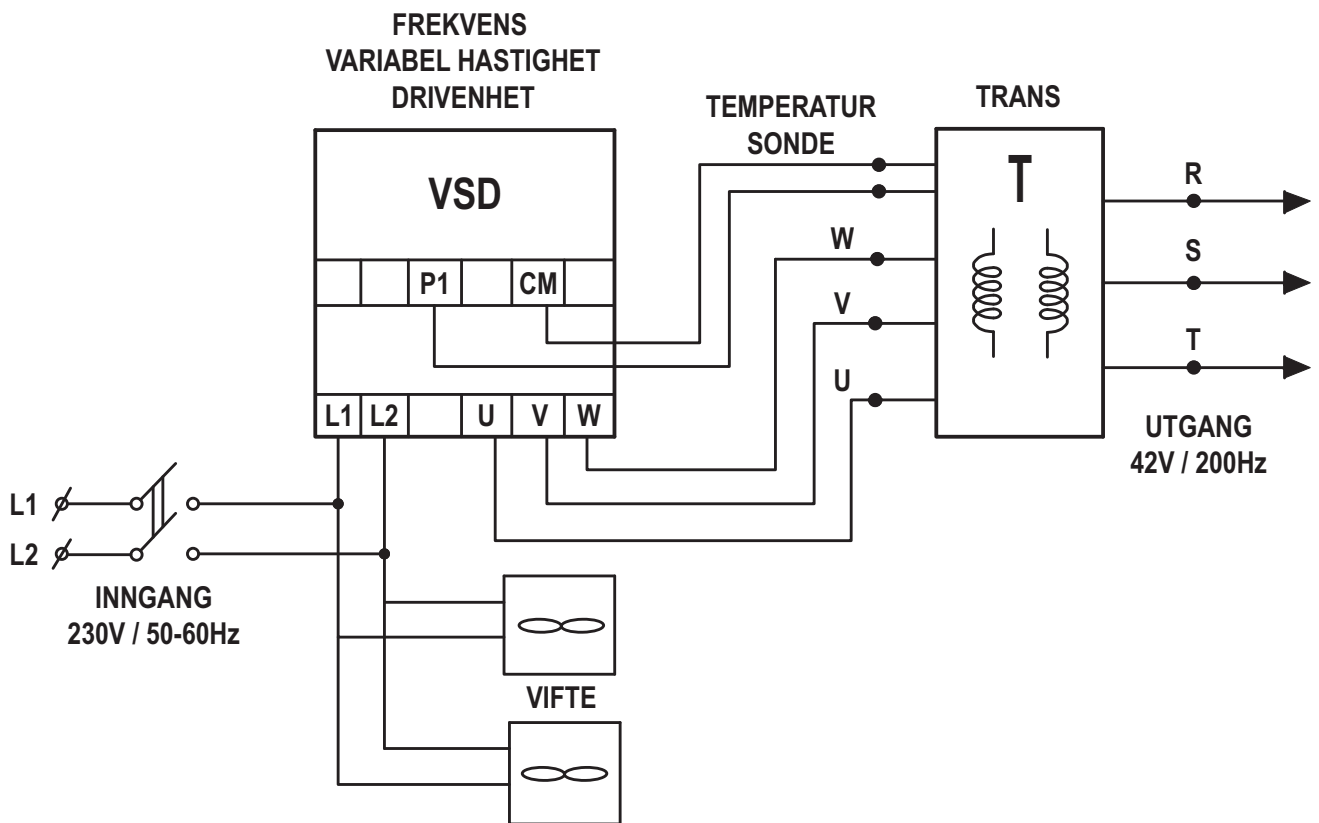 FREKVENS
VARIABEL HASTIGHET
DRIVENHET
TEMPERATUR
SONDE
TRANS
VSD
T
P1 CM
L1 L2 U V W
W
V
U
R
S
T
UTGANG
42V / 200Hz
L1
L2
INNGANG
230V / 50-60Hz
VIFTE